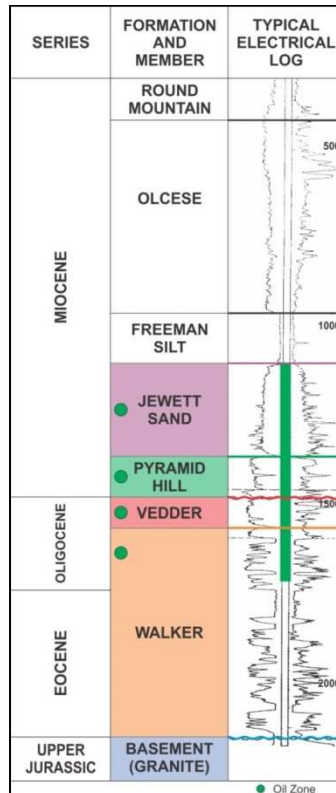 SERIES
FORMATION
AND
MEMBER
TYPICAL
ELECTRICAL
LOG
MIOCENE
OLIGOCENE
EOCENE
UPPER
JURASSIC
ROUND
MOUNTAIN
OLCESE
FREEMAN
SILT
JEWETT
SAND
PYRAMID
HILL
VEDDER
WALKER
BASEMENT
(GRANITE)
500
1000
1500
2000
Oil Zone